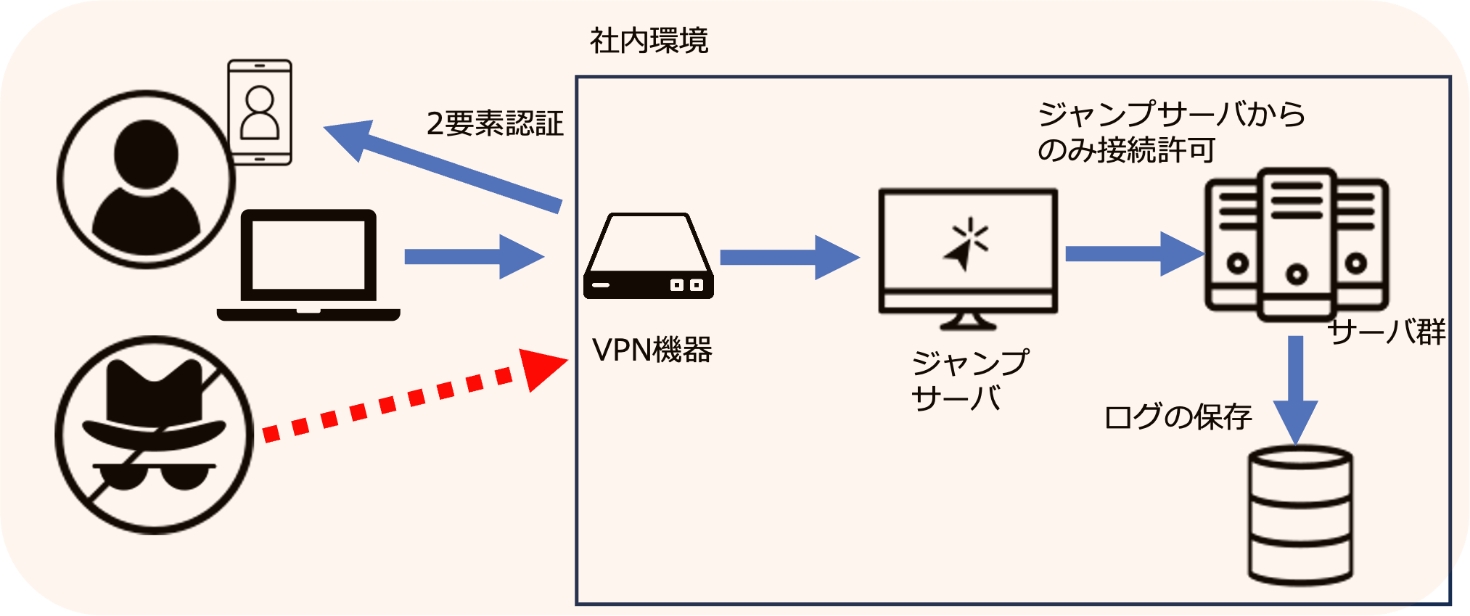 社内環境
2要素認証
ジャンプサーバから
のみ接続許可
VPN機器
ジャンプ
サーバ
サーバ群
ログの保存